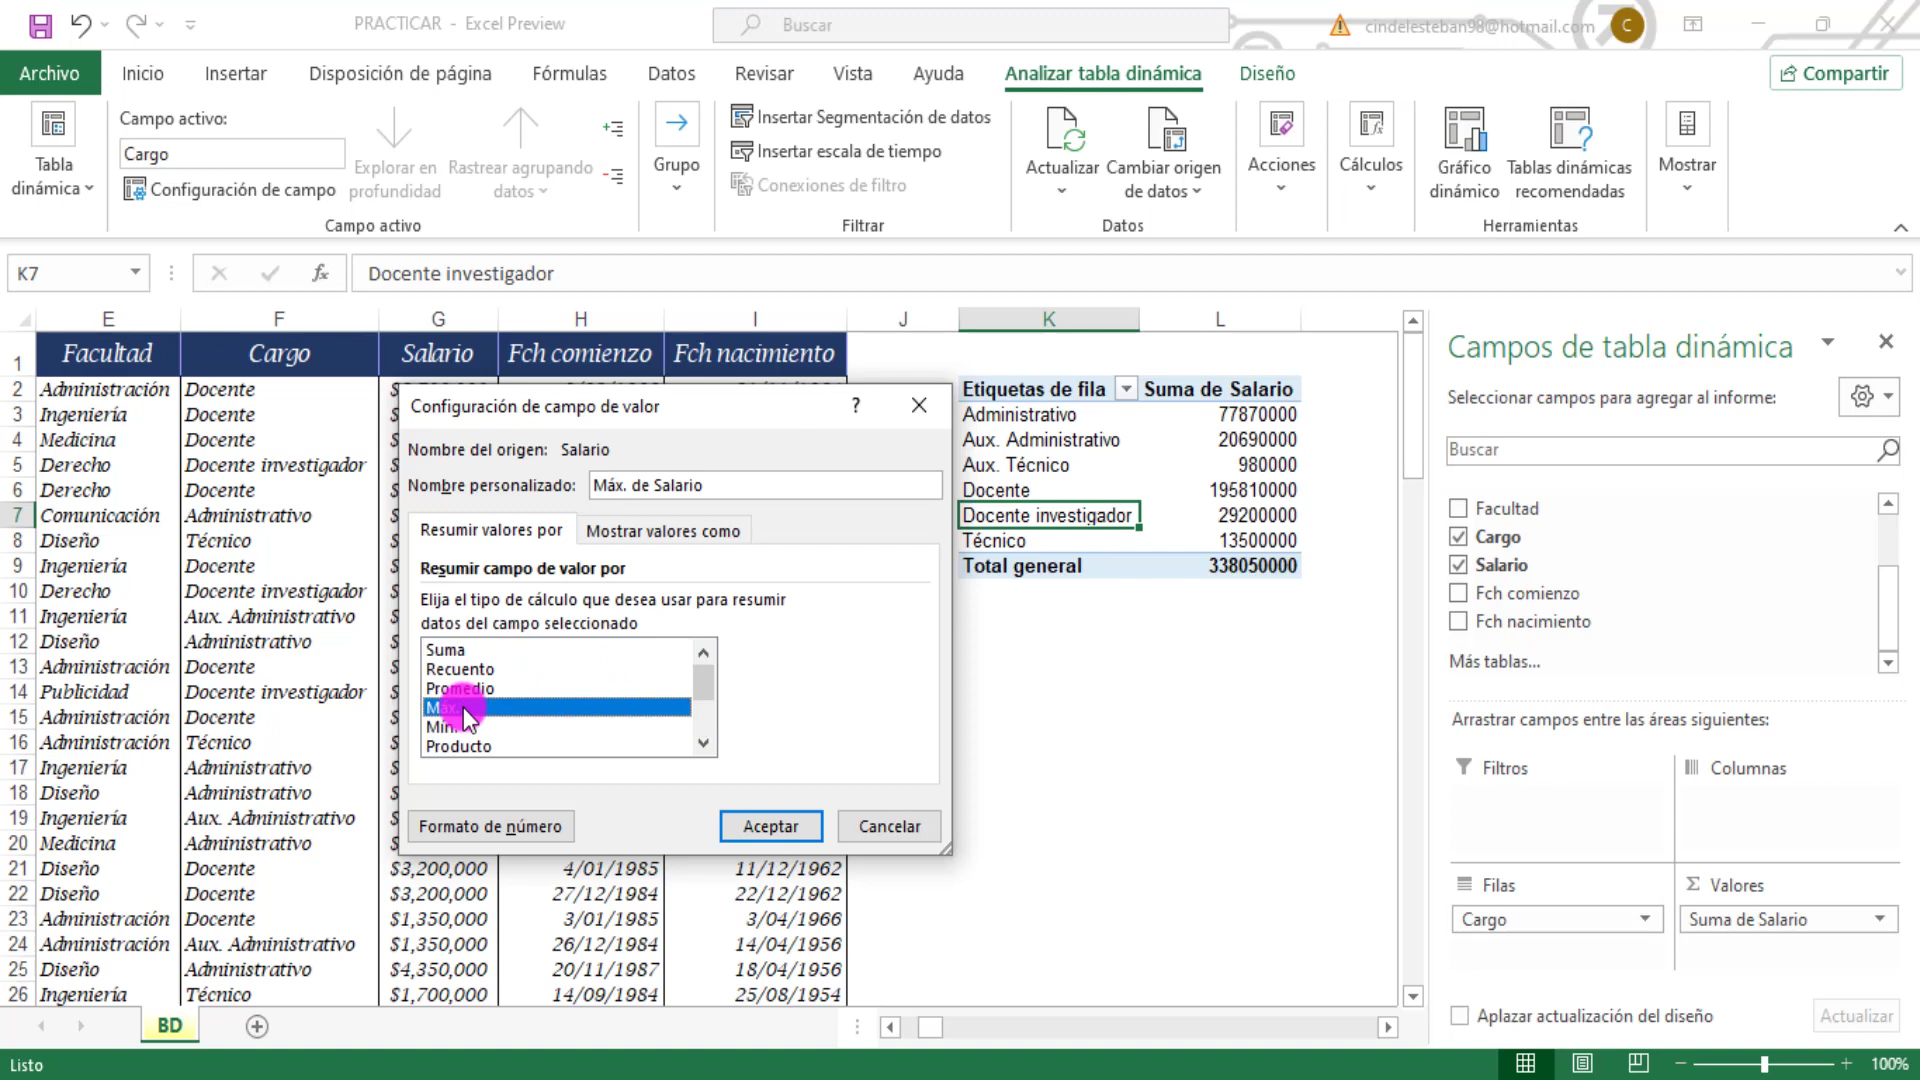 PRACTICAR - Excel Preview
Buscar
cindelesteban98@hotmail.com
C
Archivo Inicio Insertar Disposición de página Fórmulas Datos Revisar Vista Ayuda Analizar tabla dinámica Diseño Compartir
Tabla dinámica
Campo activo:
Cargo
Configuración de campo
Explorar en profundidad
Rastrear agrupando datos
Campo activo
Grupo
Insertar Segmentación de datos
Insertar escala de tiempo
Conexiones de filtro
Filtrar
Actualizar
Cambiar origen de datos
Datos
Acciones
Cálculos
Gráfico dinámico
Tablas dinámicas recomendadas
Herramientas
Mostrar
K7 fx Docente investigador
E F G H I J K L
1 Facultad Cargo Salario Fch comienzo Fch nacimiento
2 Administración Docente $
3 Ingeniería Docente $
4 Medicina Docente $
5 Derecho Docente investigador $
6 Derecho Docente $
7 Comunicación Administrativo $
8 Diseño Técnico $
9 Ingeniería Docente $
10 Derecho Docente investigador $
11 Ingeniería Aux. Administrativo $
12 Diseño Administrativo $
13 Administración Docente $
14 Publicidad Docente investigador $
15 Administración Docente $
16 Administración Técnico $
17 Ingeniería Administrativo $
18 Diseño Administrativo $
19 Ingeniería Aux. Administrativo $
20 Medicina Administrativo $
21 Diseño Docente $3,200,000 4/01/1985 11/12/1962
22 Diseño Docente $3,200,000 27/12/1984 22/12/1962
23 Administración Docente $1,350,000 3/01/1985 3/04/1966
24 Administración Aux. Administrativo $1,350,000 26/12/1984 14/04/1956
25 Diseño Administrativo $4,350,000 20/11/1987 18/04/1956
26 Ingeniería Técnico $1,700,000 14/09/1984 25/08/1954
Configuración de campo de valor ?
Nombre del origen: Salario
Nombre personalizado: Máx. de Salario
Resumir valores por Mostrar valores como
Resumir campo de valor por
Elija el tipo de cálculo que desea usar para resumir
datos del campo seleccionado
Suma
Recuento
Promedio
Máx.
Mín.
Producto
Formato de número Aceptar Cancelar
Etiquetas de fila Suma de Salario
Administrativo 77870000
Aux. Administrativo 20690000
Aux. Técnico 980000
Docente 195810000
Docente investigador 29200000
Técnico 13500000
Total general 338050000
Campos de tabla dinámica
Seleccionar campos para agregar al informe:
Buscar
Facultad
Cargo
Salario
Fch comienzo
Fch nacimiento
Más tablas...
Arrastrar campos entre las áreas siguientes:
Filtros Columnas
Filas Σ Valores
Cargo Suma de Salario
Aplazar actualización del diseño Actualizar
BD
Listo 100%